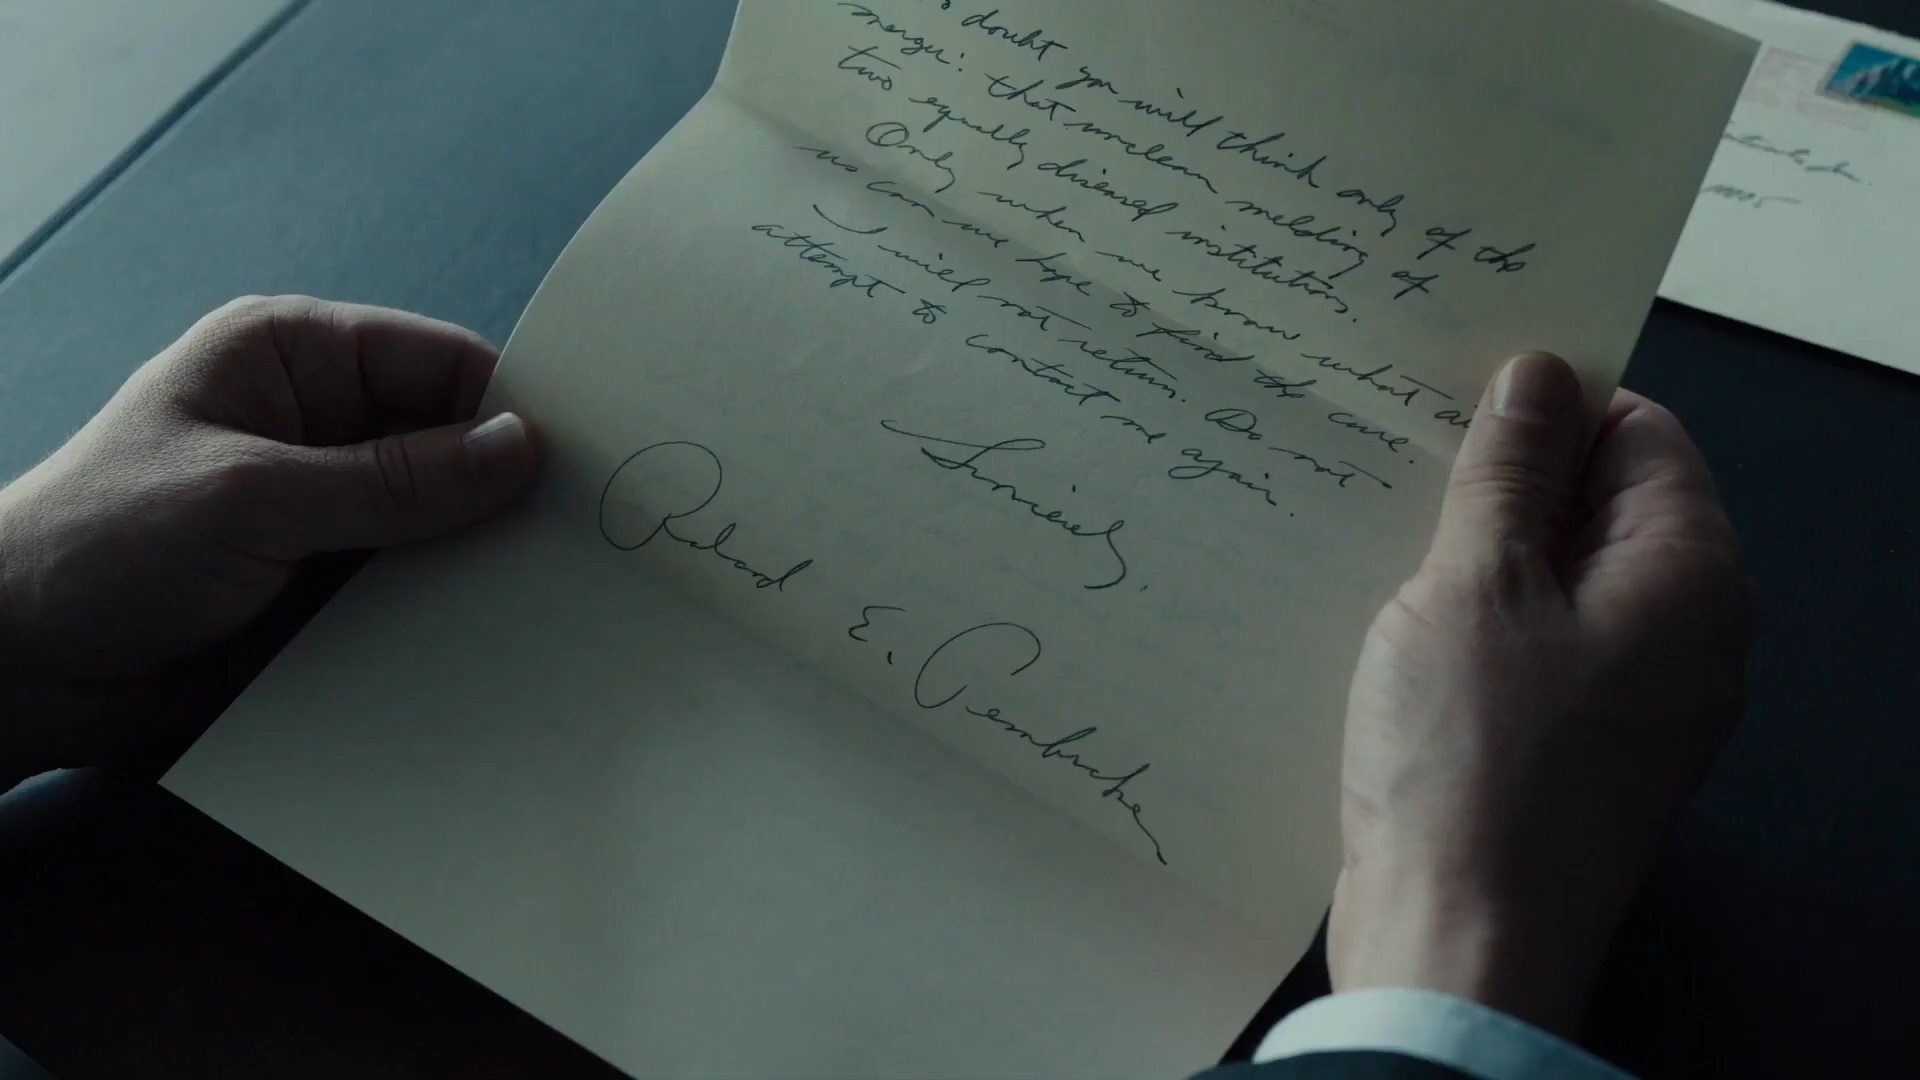 doubt you will think only of the
merger: that unclean melding of
two equally diseased institutions.
Only when we know what ai
us can we hope to find the cure.
I will not return. Do not
attempt to contact me again.
Sincerely,
Roland E. Pembroke